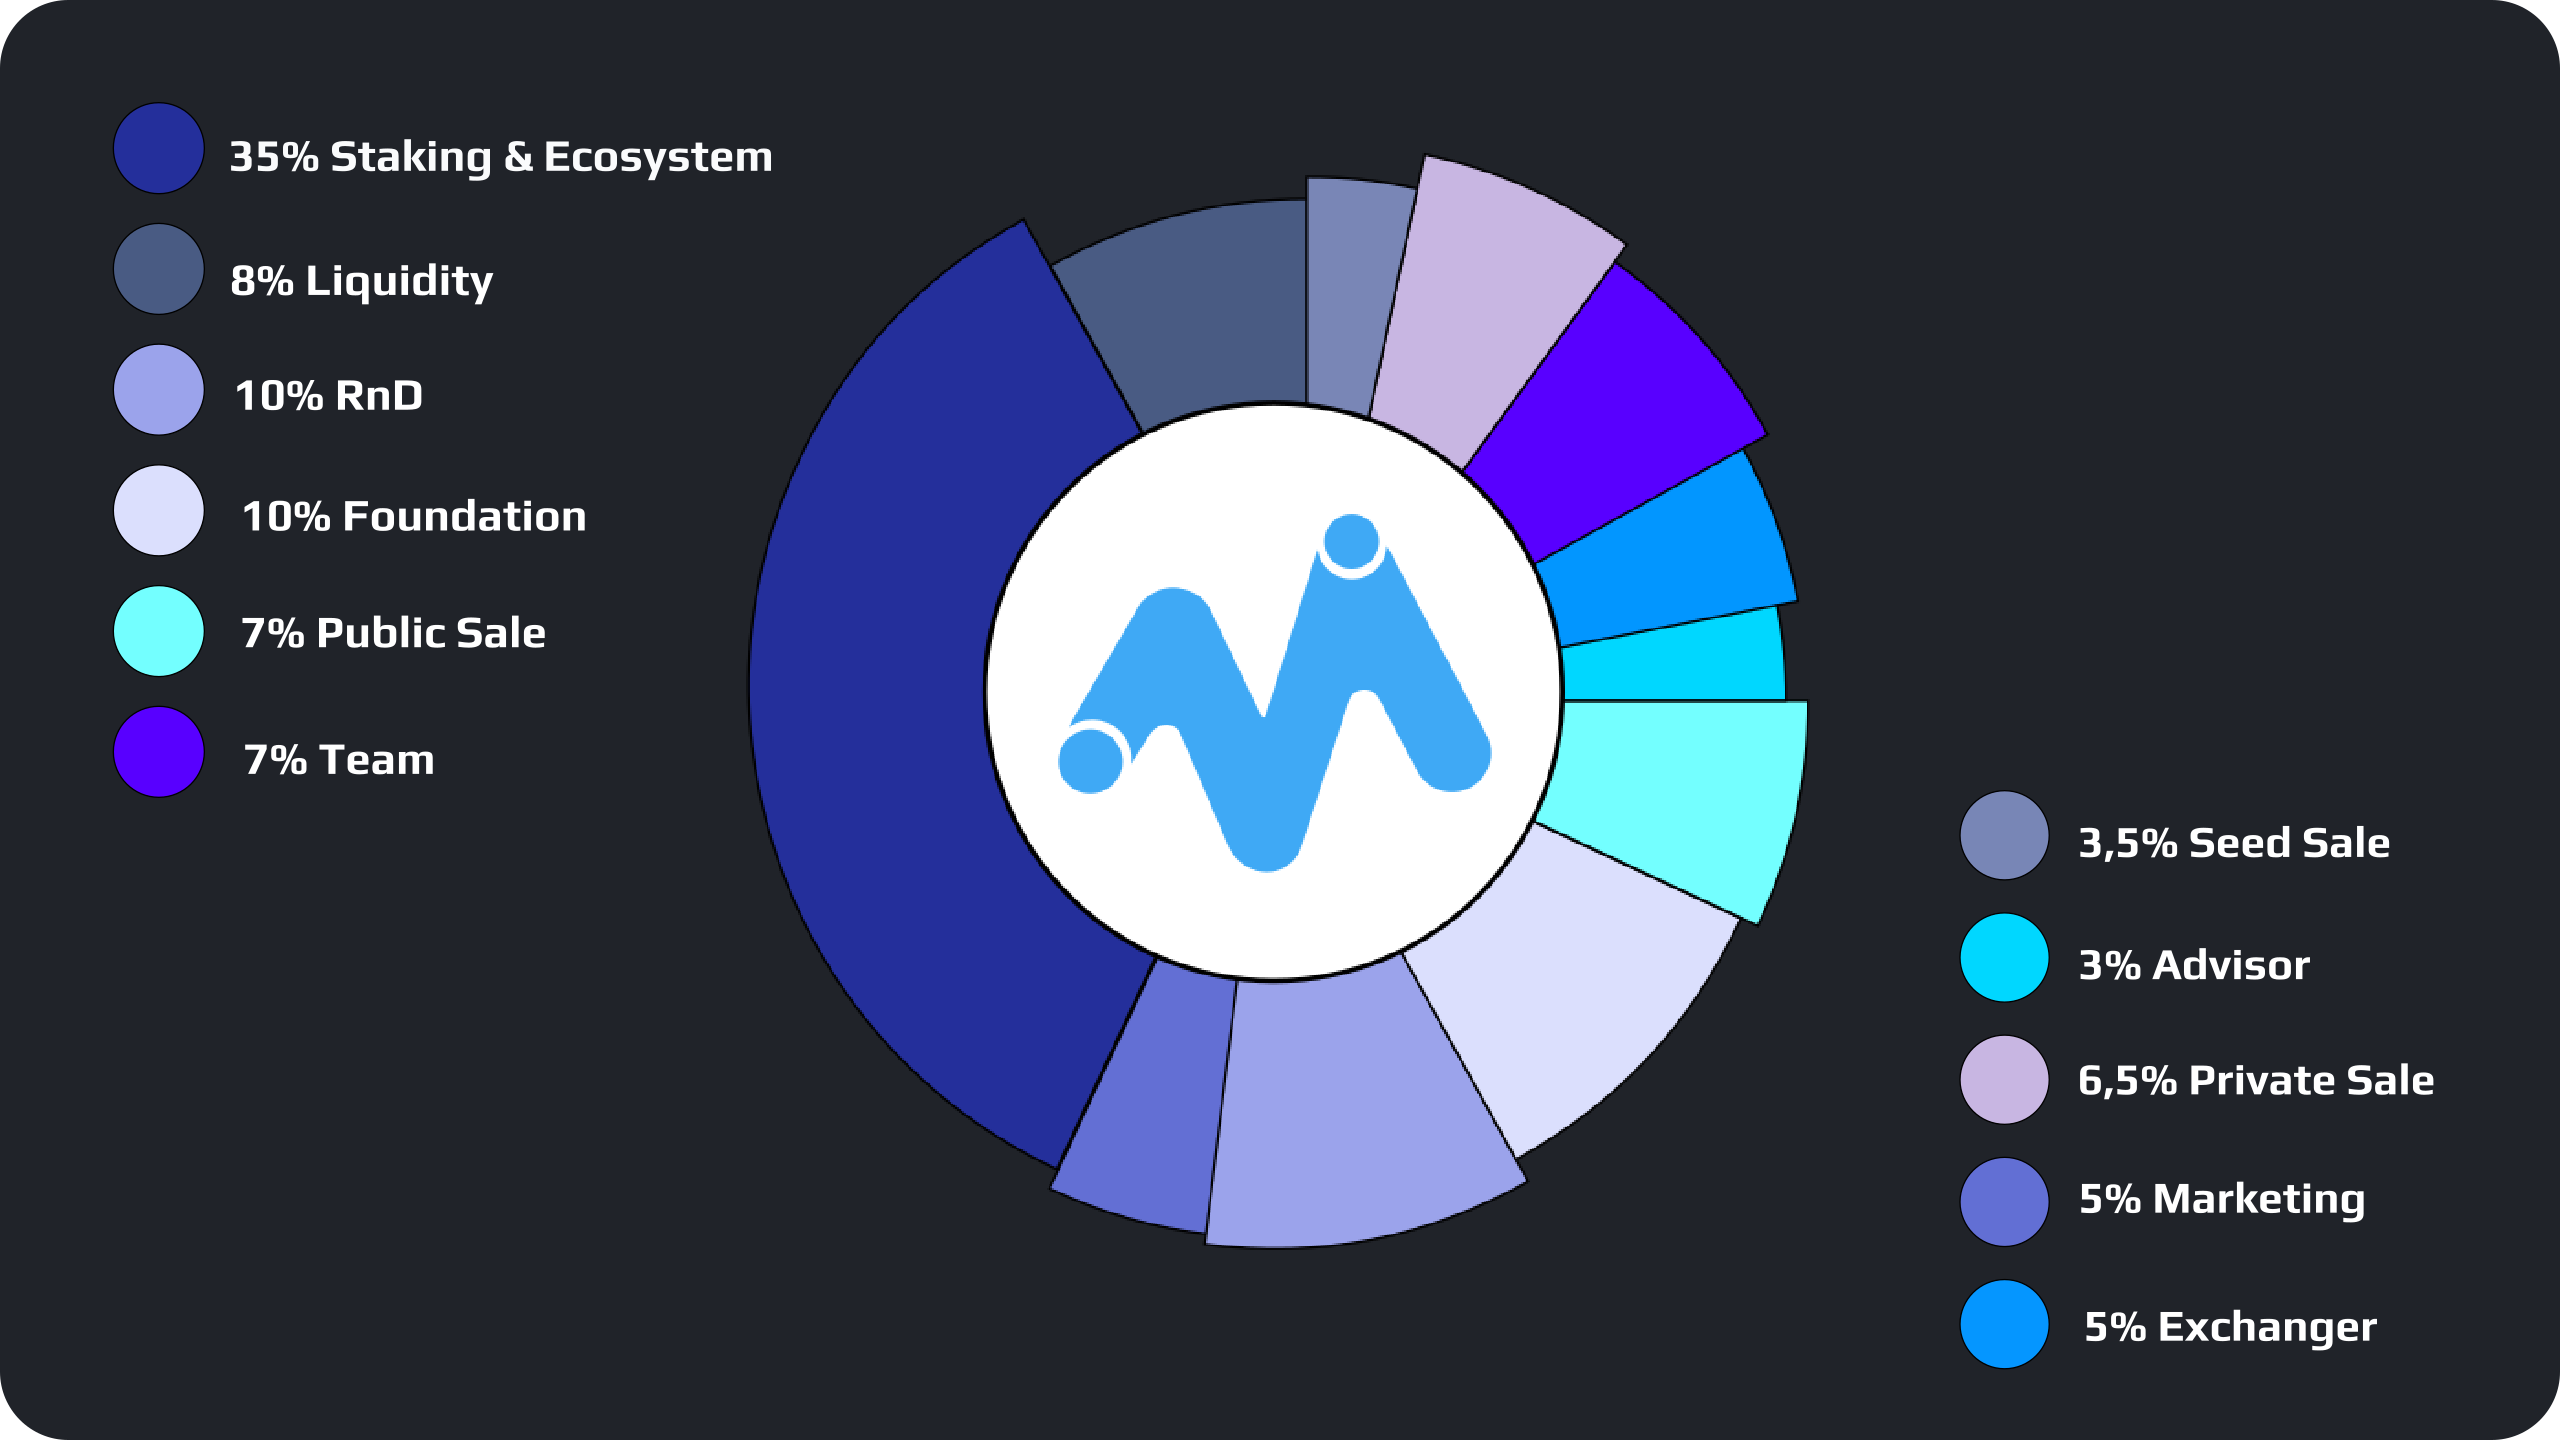 35% Staking & Ecosystem
8% Liquidity
10% RnD
10% Foundation
7% Public Sale
7% Team
3,5% Seed Sale
3% Advisor
6,5% Private Sale
5% Marketing
5% Exchanger